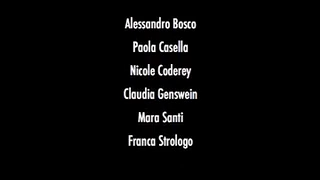 Alessandro Bosco
Paola Casella
Nicole Coderey
Claudia Genswein
Mara Santi
Franca Strologo